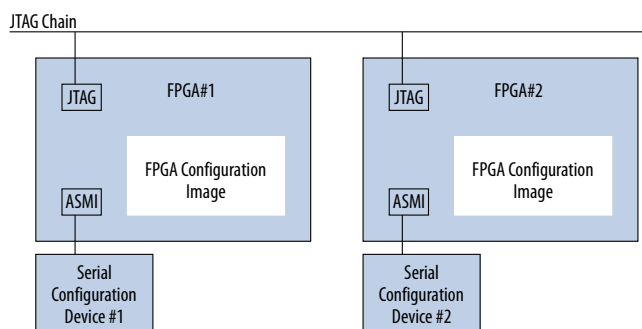 JTAG Chain
FPGA#1
JTAG
FPGA Configuration
Image
ASMI
Serial
Configuration
Device #1
FPGA#2
JTAG
FPGA Configuration
Image
ASMI
Serial
Configuration
Device #2